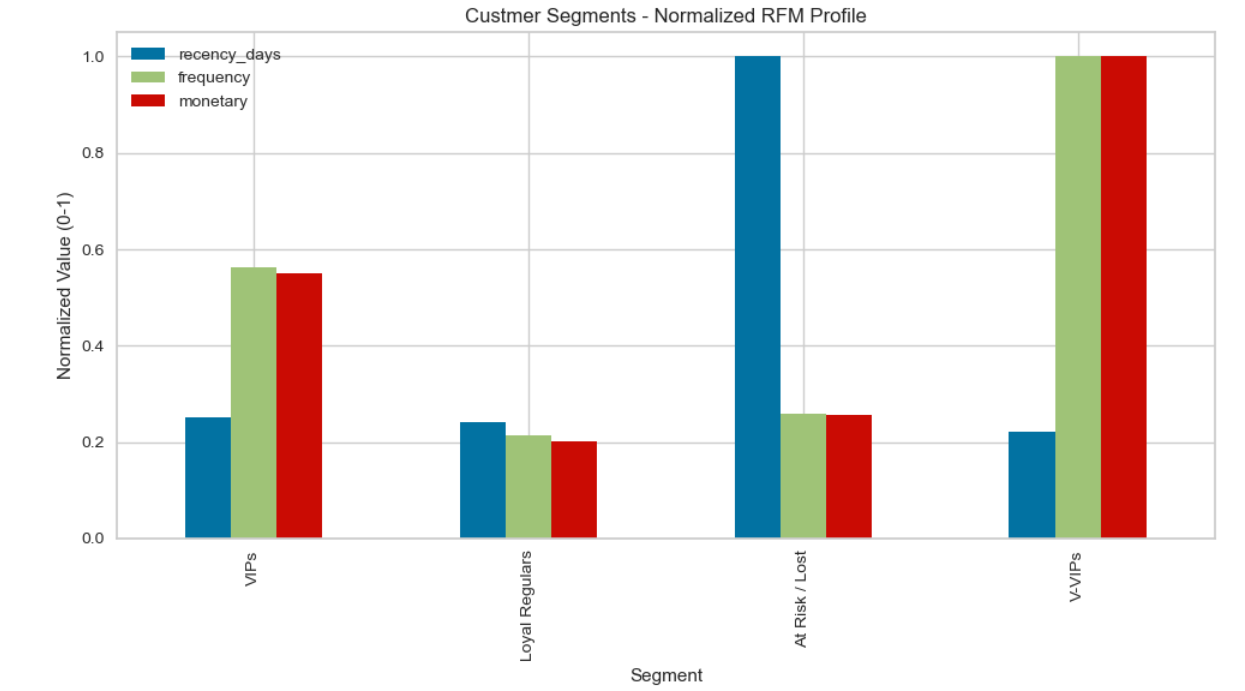 Custmer Segments - Normalized RFM Profile
recency_days
frequency
monetary
Normalized Value (0-1)
1.0
0.8
0.6
0.4
0.2
0.0
VIPs
Loyal Regulars
At Risk / Lost
V-VIPs
Segment